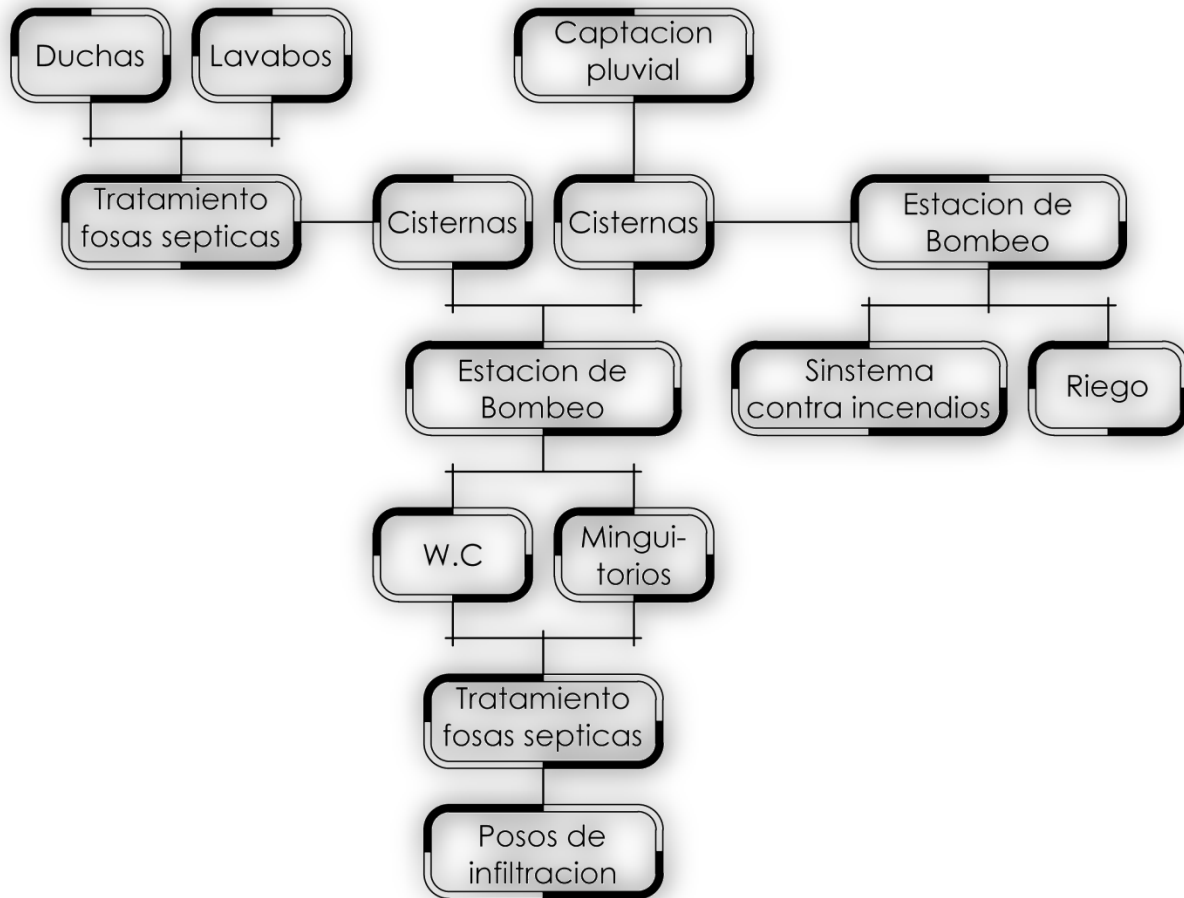 Duchas
Lavabos
Captacion
pluvial
Tratamiento
fosas septicas
Cisternas
Cisternas
Estacion de
Bombeo
Estacion de
Bombeo
Sinstema
contra incendios
Riego
W.C
Mingui-
torios
Tratamiento
fosas septicas
Posos de
infiltracion